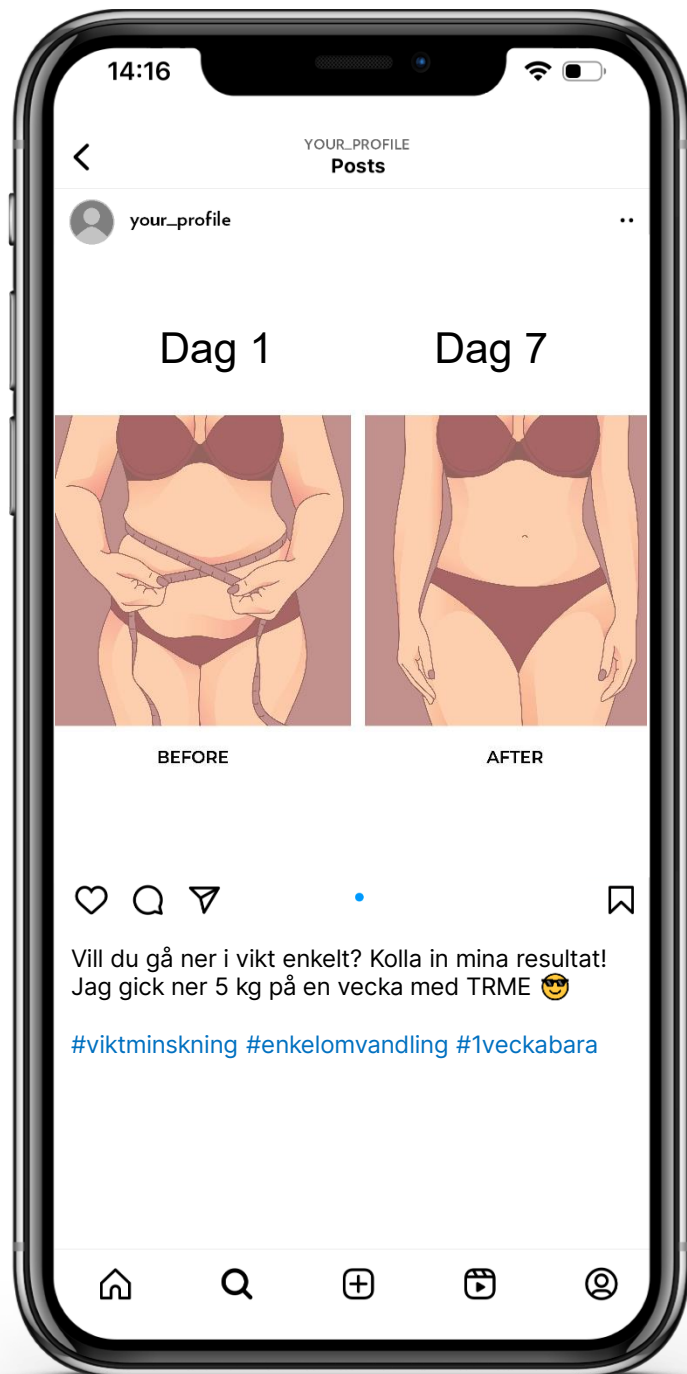 14:16
YOUR_PROFILE
Posts
your_profile
Dag 1
Dag 7
BEFORE
AFTER
Vill du gå ner i vikt enkelt? Kolla in mina resultat!
Jag gick ner 5 kg på en vecka med TRME 😎
#viktminskning #enkelomvandling #1veckabara